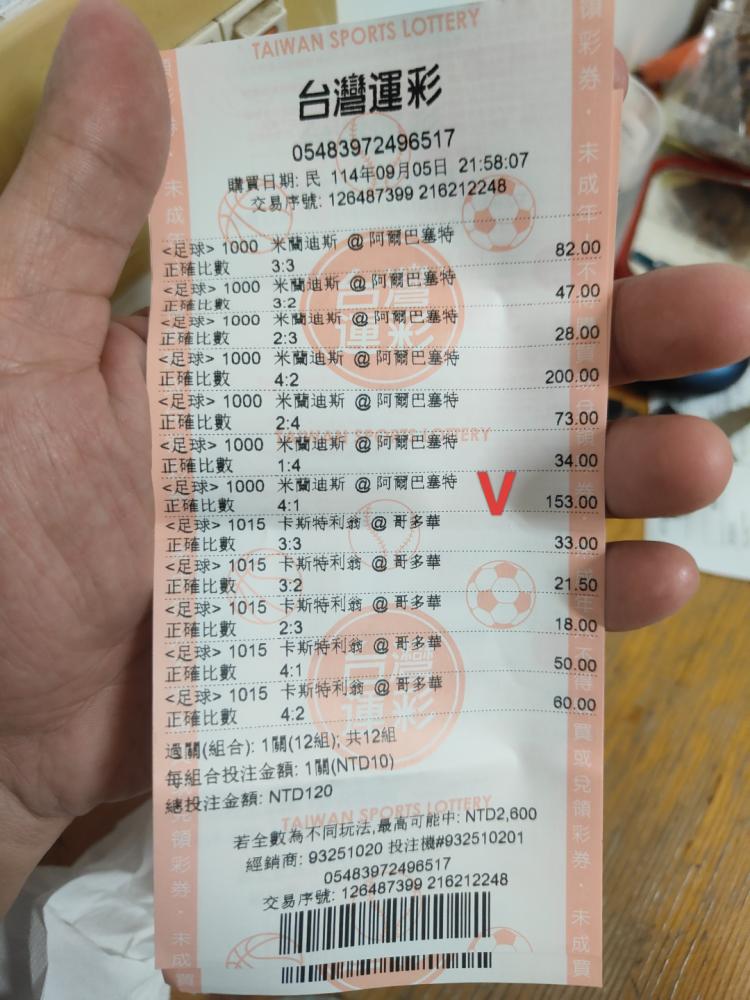 TAIWAN SPORTS LOTTERY
台灣運彩
05483972496517
購買日期: 民 114年09月05日 21:58:07
交易序號: 126487399 216212248
<足球> 1000 米蘭迪斯 @ 阿爾巴塞特
正確比數 3:3 82.00
<足球> 1000 米蘭迪斯 @ 阿爾巴塞特
正確比數 3:2 47.00
<足球> 1000 米蘭迪斯 @ 阿爾巴塞特
正確比數 2:3 28.00
<足球> 1000 米蘭迪斯 @ 阿爾巴塞特
正確比數 4:2 200.00
<足球> 1000 米蘭迪斯 @ 阿爾巴塞特
正確比數 2:4 73.00
<足球> 1000 米蘭迪斯 @ 阿爾巴塞特
正確比數 1:4 34.00
<足球> 1000 米蘭迪斯 @ 阿爾巴塞特 V
正確比數 4:1 153.00
<足球> 1015 卡斯特利翁 @ 哥多華
正確比數 3:3 33.00
<足球> 1015 卡斯特利翁 @ 哥多華
正確比數 3:2 21.50
<足球> 1015 卡斯特利翁 @ 哥多華
正確比數 2:3 18.00
<足球> 1015 卡斯特利翁 @ 哥多華
正確比數 4:1 50.00
<足球> 1015 卡斯特利翁 @ 哥多華
正確比數 4:2 60.00
過關(組合): 1關(12組); 共12組
每組合投注金額: 1關(NTD10)
總投注金額: NTD120
TAIWAN SPORTS LOTTERY
若全數為不同玩法,最高可能中: NTD2,600
經銷商: 93251020 投注機#932510201
05483972496517
交易序號: 126487399 216212248